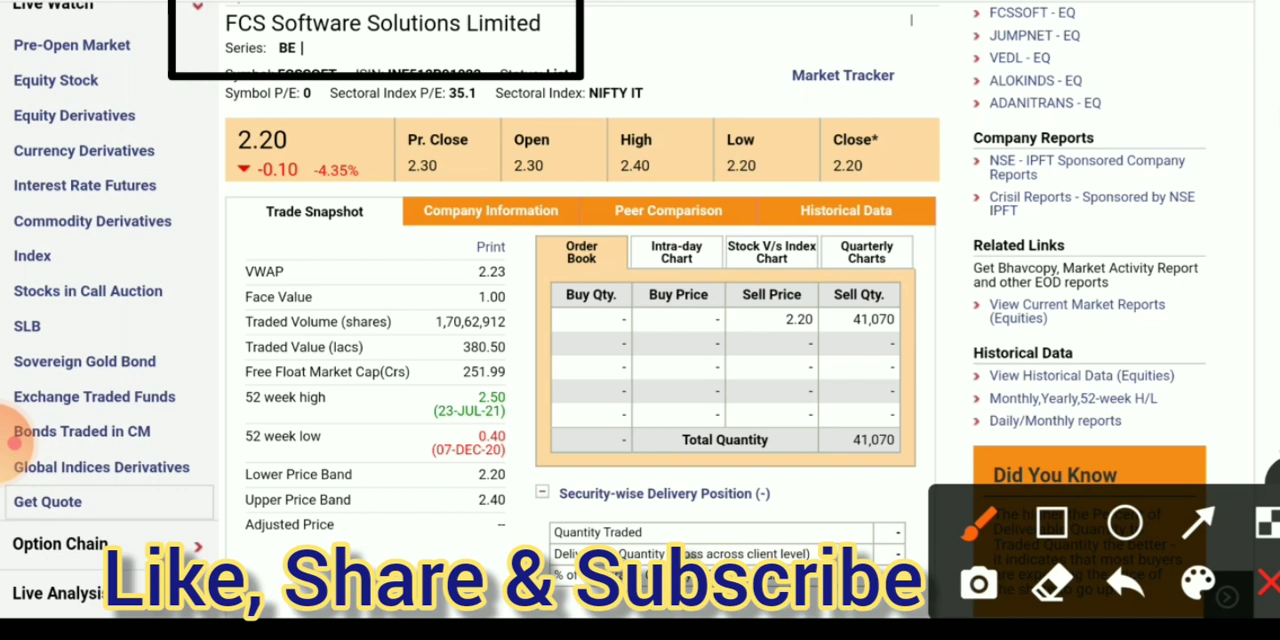 Live Watch
Pre-Open Market
Equity Stock
Equity Derivatives
Currency Derivatives
Interest Rate Futures
Commodity Derivatives
Index
Stocks in Call Auction
SLB
Sovereign Gold Bond
Exchange Traded Funds
Bonds Traded in CM
Global Indices Derivatives
Get Quote
Option Chain
Live Analysis
FCS Software Solutions Limited
Series: BE |
Symbol P/E: 0 Sectoral Index P/E: 35.1 Sectoral Index: NIFTY IT
Market Tracker
2.20 Pr. Close Open High Low Close*
-0.10 -4.35% 2.30 2.30 2.40 2.20 2.20
Trade Snapshot Company Information Peer Comparison Historical Data
Print
VWAP 2.23
Face Value 1.00
Traded Volume (shares) 1,70,62,912
Traded Value (lacs) 380.50
Free Float Market Cap(Crs) 251.99
52 week high 2.50
(23-JUL-21)
52 week low 0.40
(07-DEC-20)
Lower Price Band 2.20
Upper Price Band 2.40
Adjusted Price --
Order Book Intra-day Chart Stock V/s Index Chart Quarterly Charts
Buy Qty. Buy Price Sell Price Sell Qty.
- - 2.20 41,070
- - - -
- - - -
- - - -
- - - -
- Total Quantity 41,070
Security-wise Delivery Position (-)
Quantity Traded -
Quantity across client level) -
FCSSOFT - EQ
JUMPNET - EQ
VEDL - EQ
ALOKINDS - EQ
ADANITRANS - EQ
Company Reports
NSE - IPFT Sponsored Company
Reports
Crisil Reports - Sponsored by NSE
IPFT
Related Links
Get Bhavcopy, Market Activity Report
and other EOD reports
View Current Market Reports
(Equities)
Historical Data
View Historical Data (Equities)
Monthly,Yearly,52-week H/L
Daily/Monthly reports
Did You Know
Like, Share & Subscribe